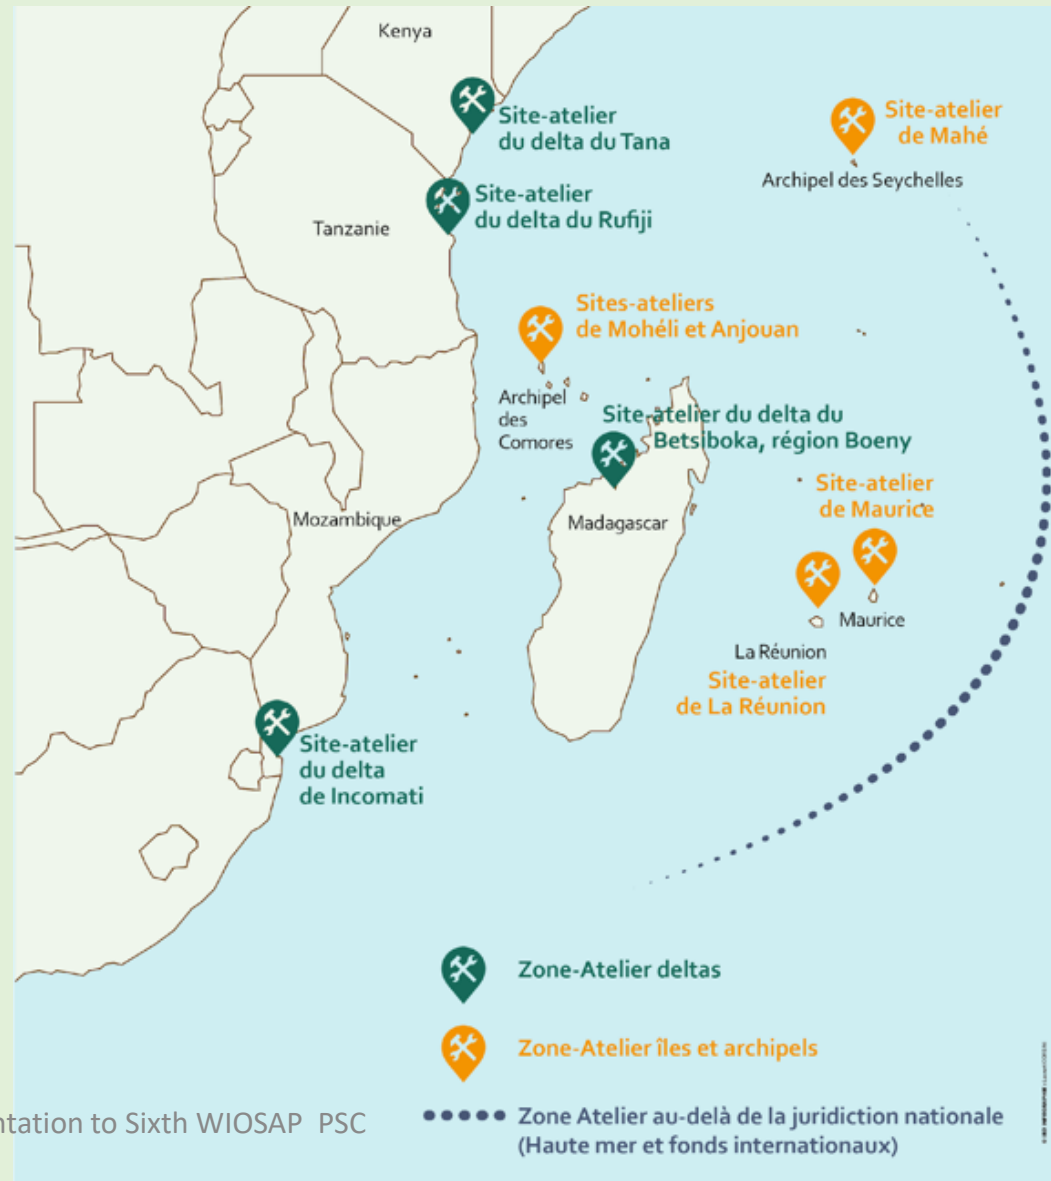 Kenya
Site-atelier
du delta du Tana
Site-atelier
de Mahé
Archipel des Seychelles
Site-atelier
du delta du Rufiji
Tanzanie
Sites-ateliers
de Mohéli et Anjouan
Archipel
des
Comores
Site-atelier du delta du
Betsiboka, région Boeny
Site-atelier
de Maurice
Mozambique
Madagascar
Maurice
La Réunion
Site-atelier
de La Réunion
Site-atelier
du delta
de Incomati
Zone-Atelier deltas
Zone-Atelier îles et archipels
ntation to Sixth WIOSAP PSC
Zone Atelier au-delà de la juridiction nationale
(Haute mer et fonds internationaux)